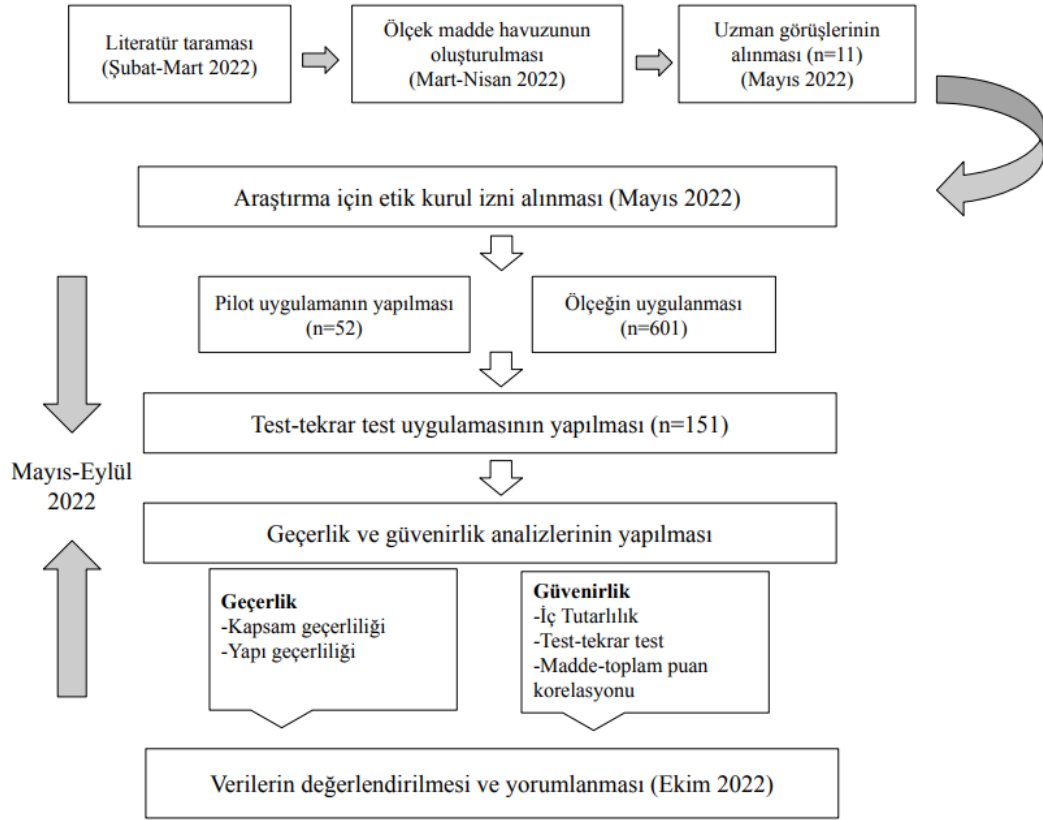 Literatür taraması
(Şubat-Mart 2022)
Ölçek madde havuzunun
oluşturulması
(Mart-Nisan 2022)
Uzman görüşlerinin
alınması (n=11)
(Mayıs 2022)
Araştırma için etik kurul izni alınması (Mayıs 2022)
Pilot uygulamanın yapılması
(n=52)
Ölçeğin uygulanması
(n=601)
Test-tekrar test uygulamasının yapılması (n=151)
Mayıs-Eylül
2022
Geçerlik ve güvenirlik analizlerinin yapılması
Geçerlik
-Kapsam geçerliliği
-Yapı geçerliliği
Güvenirlik
-İç Tutarlılık
-Test-tekrar test
-Madde-toplam puan
korelasyonu
Verilerin değerlendirilmesi ve yorumlanması (Ekim 2022)